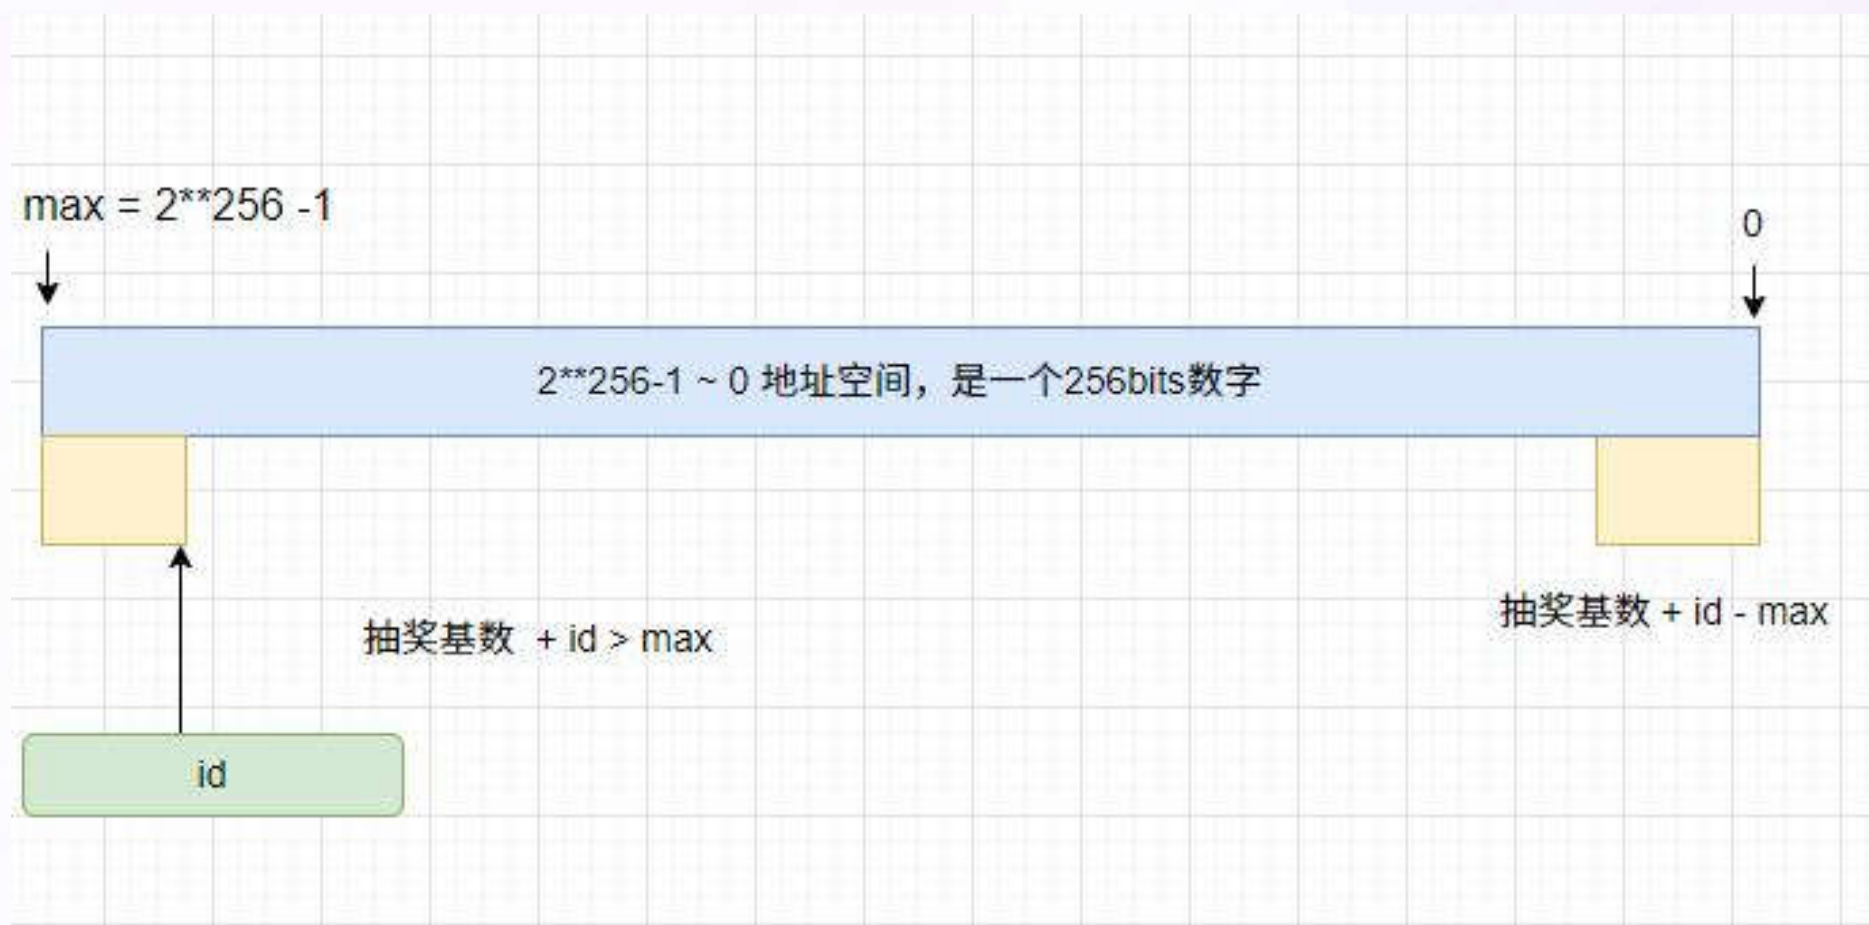 max = 2**256 -1
0
2**256-1 ~ 0 地址空间，是一个256bits数字
抽奖基数 + id - max
抽奖基数 + id > max
id